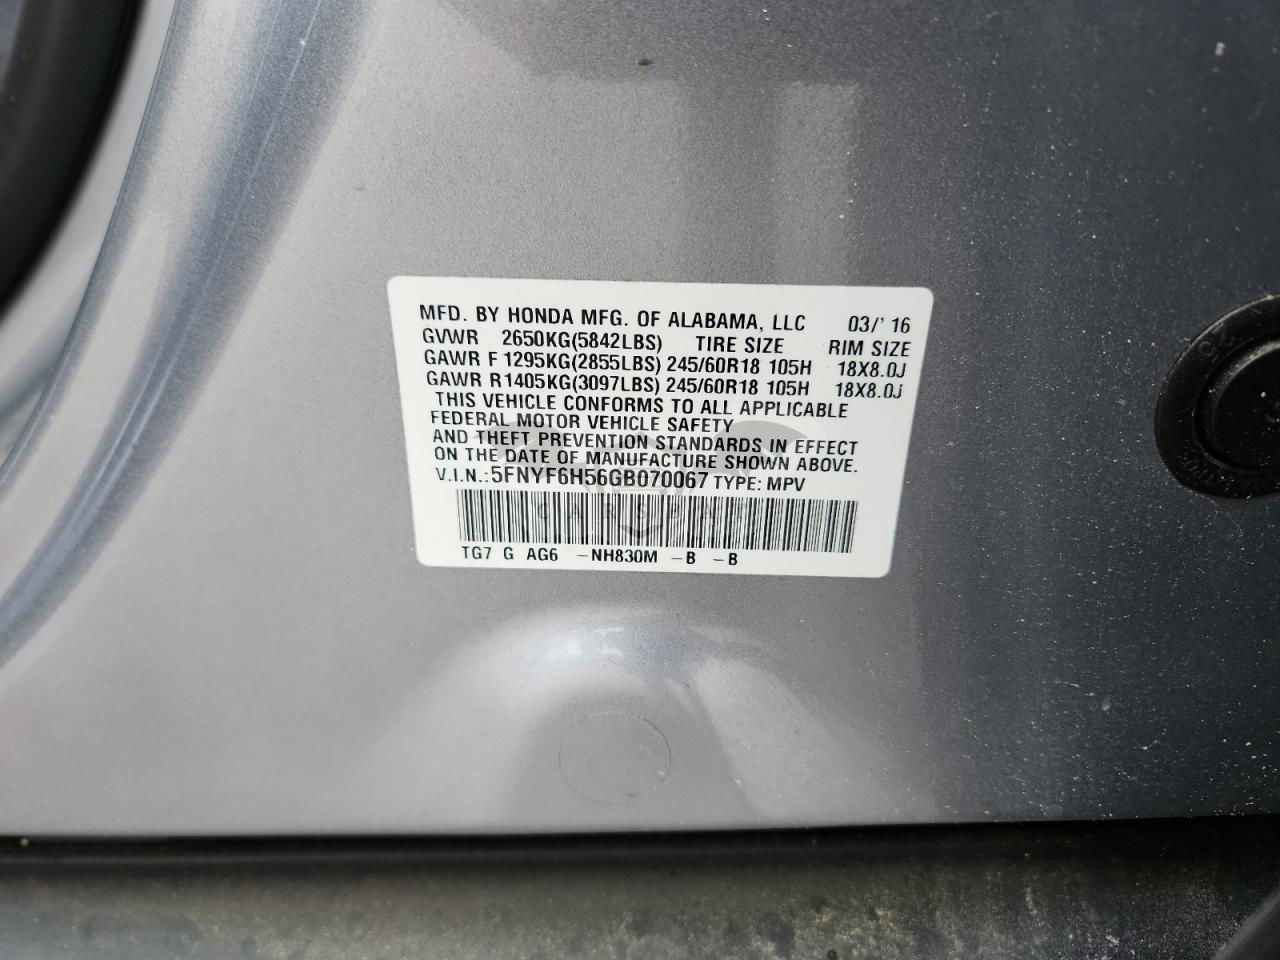 MFD. BY HONDA MFG. OF ALABAMA, LLC 03/' 16
GVWR 2650KG(5842LBS) TIRE SIZE RIM SIZE
GAWR F 1295KG(2855LBS) 245/60R18 105H 18X8.0J
GAWR R1405KG(3097LBS) 245/60R18 105H 18X8.0J
THIS VEHICLE CONFORMS TO ALL APPLICABLE
FEDERAL MOTOR VEHICLE SAFETY
AND THEFT PREVENTION STANDARDS IN EFFECT
ON THE DATE OF MANUFACTURE SHOWN ABOVE.
V.I.N.:5FNYF6H56GB070067 TYPE: MPV
TG7 G AG6 -NH830M -B -B